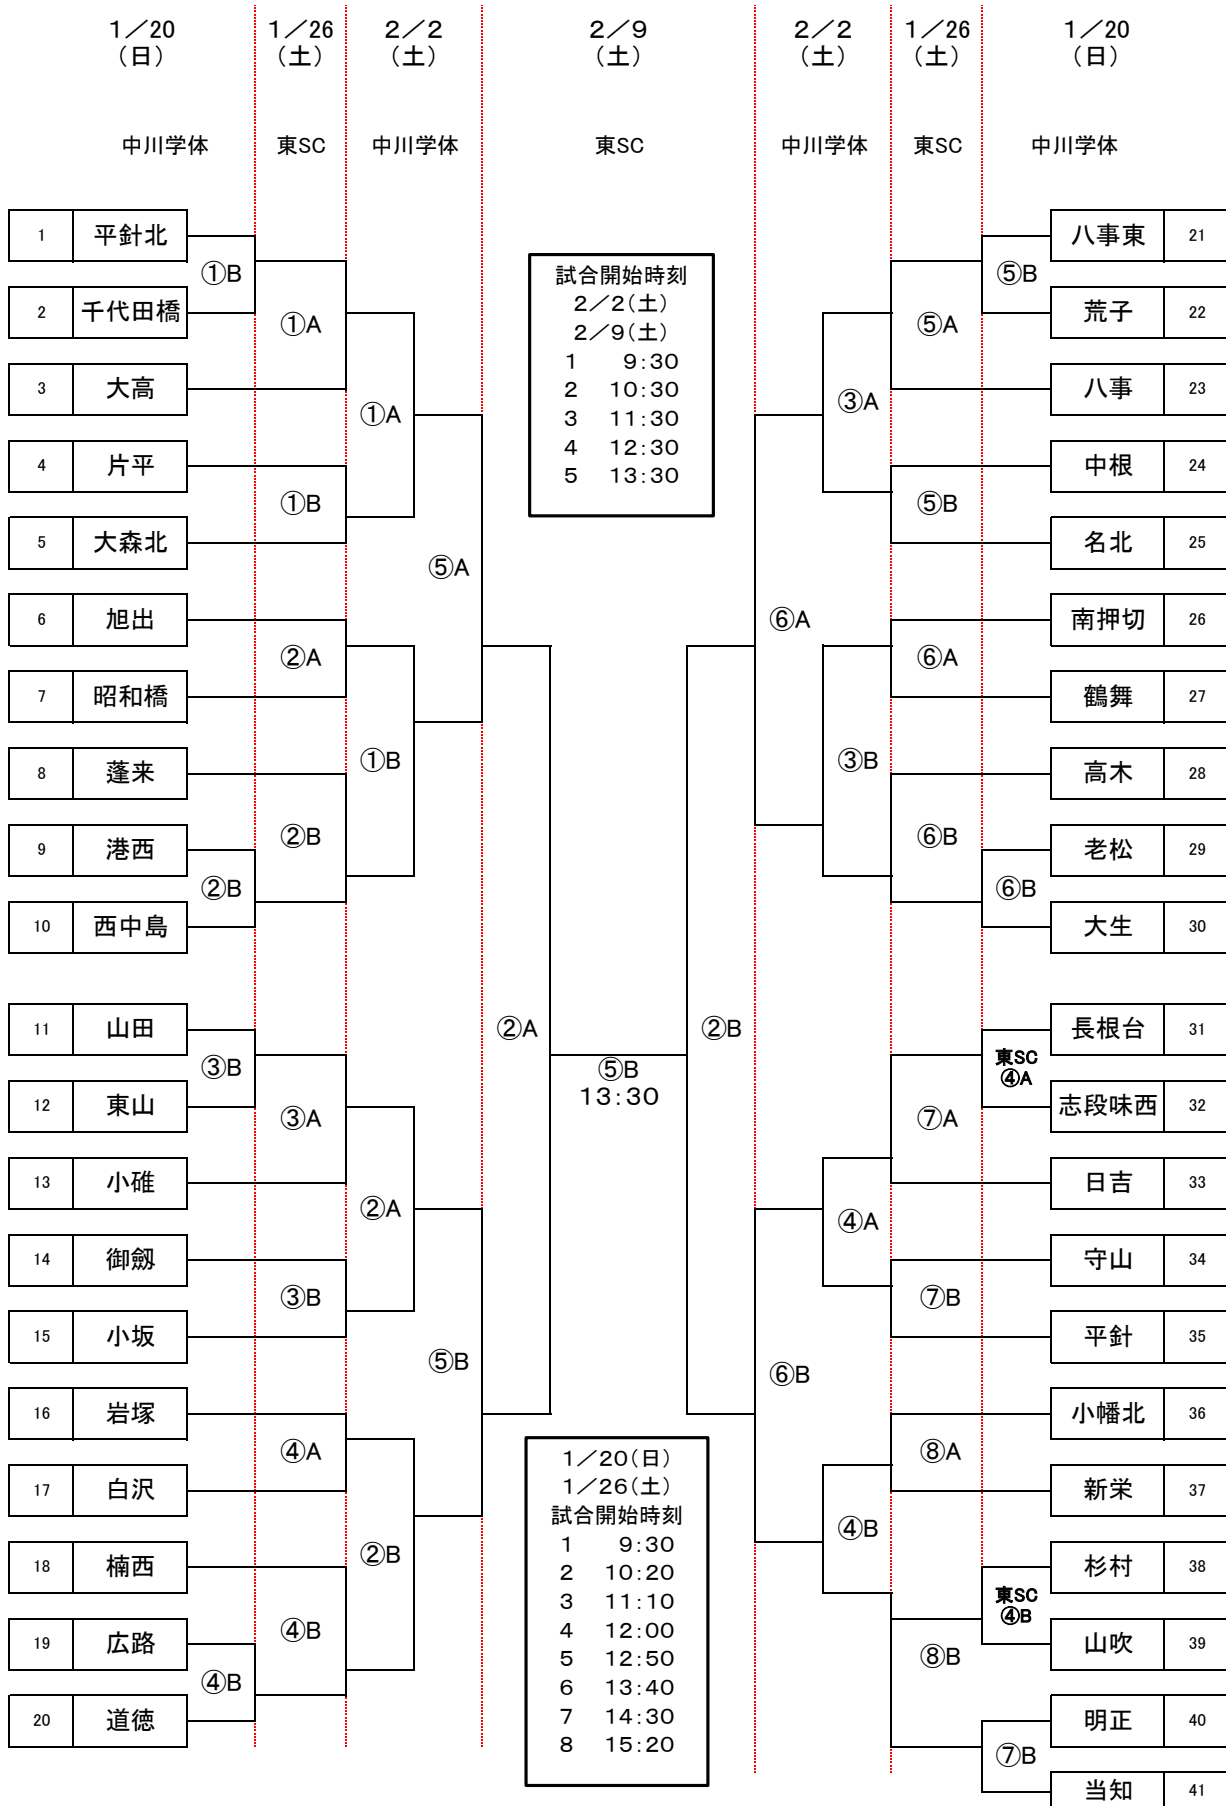 1／20 1／26 2／2 2／9 2／2 1／26 1／20
（日） （土） （土） （土） （土） （土） （日）
中川学体 東SC 中川学体 東SC 中川学体 東SC 中川学体
1 平針北
①B
2 千代田橋
①A
3 大高
①A
4 片平
①B
5 大森北
⑤A
6 旭出
②A
7 昭和橋
①B
8 蓬来
②B
9 港西
②B
10 西中島
②A
11 山田
③B
12 東山
③A
13 小碓
②A
14 御劔
③B
15 小坂
⑤B
16 岩塚
④A
17 白沢
②B
18 楠西
④B
19 広路
④B
20 道徳
試合開始時刻
2／2（土）
2／9（土）
1 9：30
2 10：30
3 11：30
4 12：30
5 13：30
⑤B
13：30
1／20（日）
1／26（土）
試合開始時刻
1 9：30
2 10：20
3 11：10
4 12：00
5 12：50
6 13：40
7 14：30
8 15：20
八事東 21
⑤B
荒子 22
⑤A
八事 23
③A
中根 24
⑤B
名北 25
⑥A
南押切 26
⑥A
鶴舞 27
③B
高木 28
⑥B
老松 29
⑥B
大生 30
②B
長根台 31
東SC
④A
志段味西 32
⑦A
日吉 33
④A
守山 34
⑦B
平針 35
⑥B
小幡北 36
⑧A
新栄 37
④B
杉村 38
東SC
④B
山吹 39
⑧B
明正 40
⑦B
当知 41